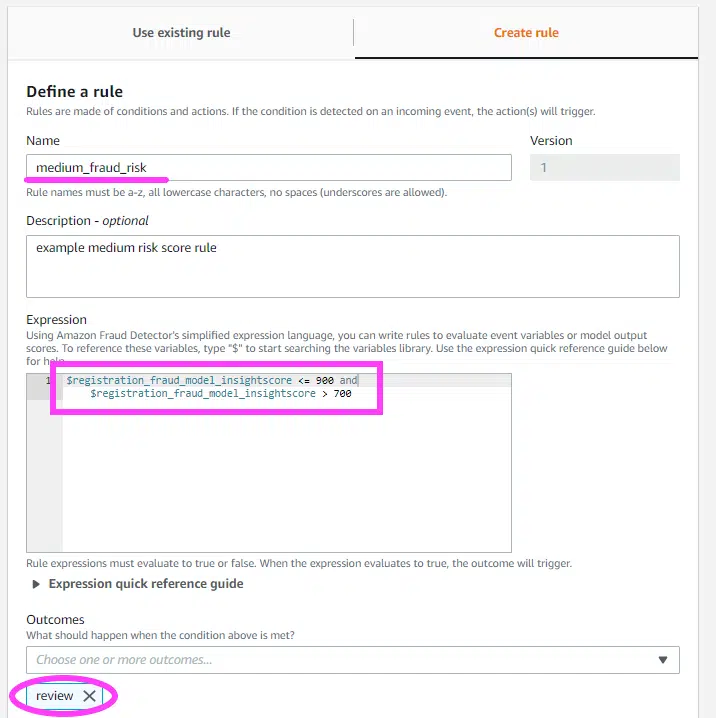 Use existing rule
Create rule
Define a rule
Rules are made of conditions and actions. If the condition is detected on an incoming event, the action(s) will trigger.
Name
Version
medium_fraud_risk
1
Rule names must be a-z, all lowercase characters, no spaces (underscores are allowed).
Description - optional
example medium risk score rule
Expression
Using Amazon Fraud Detector's simplified expression language, you can write rules to evaluate event variables or model output
scores. To reference these variables, type "$" to start searching the variables library. Use the expression quick reference guide below
for help.
1 $registration_fraud_model_insightscore <= 900 and
$registration_fraud_model_insightscore > 700
Rule expressions must evaluate to true or false. When the expression evaluates to true, the outcome will trigger.
Expression quick reference guide
Outcomes
What should happen when the condition above is met?
Choose one or more outcomes...
review